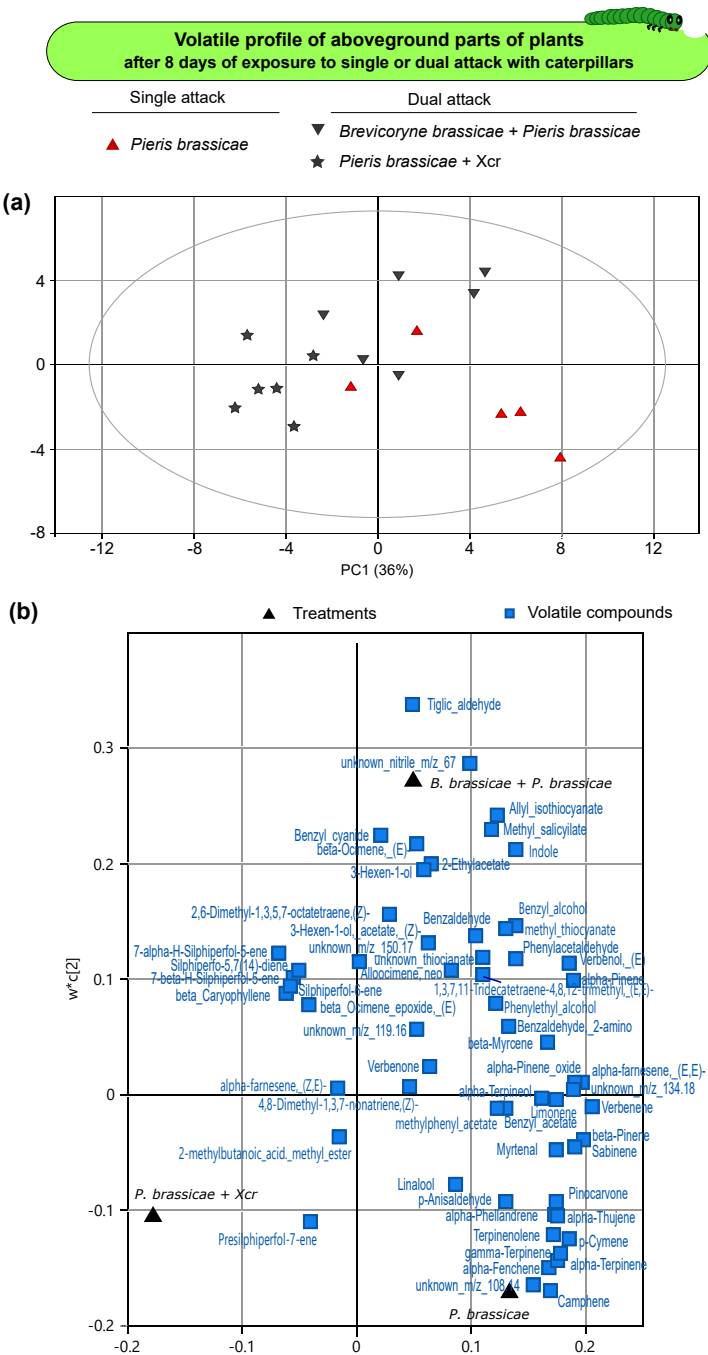 Volatile profile of aboveground parts of plants
after 8 days of exposure to single or dual attack with caterpillars
Single attack
Dual attack
Pieris brassicae
Brevicoryne brassicae + Pieris brassicae
Pieris brassicae + Xcr
(a)
4
0
-4
-8
-12
-8
-4
0
4
8
12
PC1 (36%)
(b)
Treatments
Volatile compounds
Tiglic_aldehyde
0.3
unknown_nitrile_m/z_67
B. brassicae + P. brassicae
Allyl_isothiocyanate
Methyl_salicyilate
Benzyl_cyanide
beta-Ocimene,_(E)-
Indole
0.2
2-Ethylacetate
3-Hexen-1-ol
2,6-Dimethyl-1,3,5,7-octatetraene,(Z)-
Benzyl_alcohol
3-Hexen-1-ol,_acetate,_(Z)-
Benzaldehyde
methyl_thiocyanate
unknown_m/z_150.17
Phenylacetaldehyde
7-alpha-H-Silphiperfol-5-ene
unknown_thiocianate
Verbenol,_(E)
Silphiperfo-5,7(14)-diene
Alloocimene_neo
w*c[2]
0.1
7-beta-H-Silphiperfol-5-ene
alpha-Pinene
Silphiperfol-6-ene
1,3,7,11-Tridecatetraene-4,8,12-trimethyl,_(E,E)-
beta_Caryophyllene
beta_Ocimene_epoxide,_(E)
Phenylethyl_alcohol
unknown_m/z_119.16
Benzaldehyde,_2-amino
beta-Myrcene
Verbenone
alpha-Pinene_oxide
alpha-farnesene,_(E,E)-
alpha-farnesene,_(Z,E)-
unknown_m/z_134.18
0
4,8-Dimethyl-1,3,7-nonatriene,(Z)-
alpha-Terpineol
Limonene
Verbenene
methylphenyl_acetate
Benzyl_acetate
beta-Pinene
2-methylbutanoic_acid,_methyl_ester
Myrtenal
Sabinene
Linalool
Pinocarvone
P. brassicae + Xcr
p-Anisaldehyde
-0.1
alpha-Phellandrene
alpha-Thujene
Presilphiperfol-7-ene
Terpinenolene
p-Cymene
gamma-Terpinene
alpha-Fenchene
alpha-Terpinene
unknown_m/z_108.14
Camphene
P. brassicae
-0.2
-0.2
-0.1
0
0.1
0.2